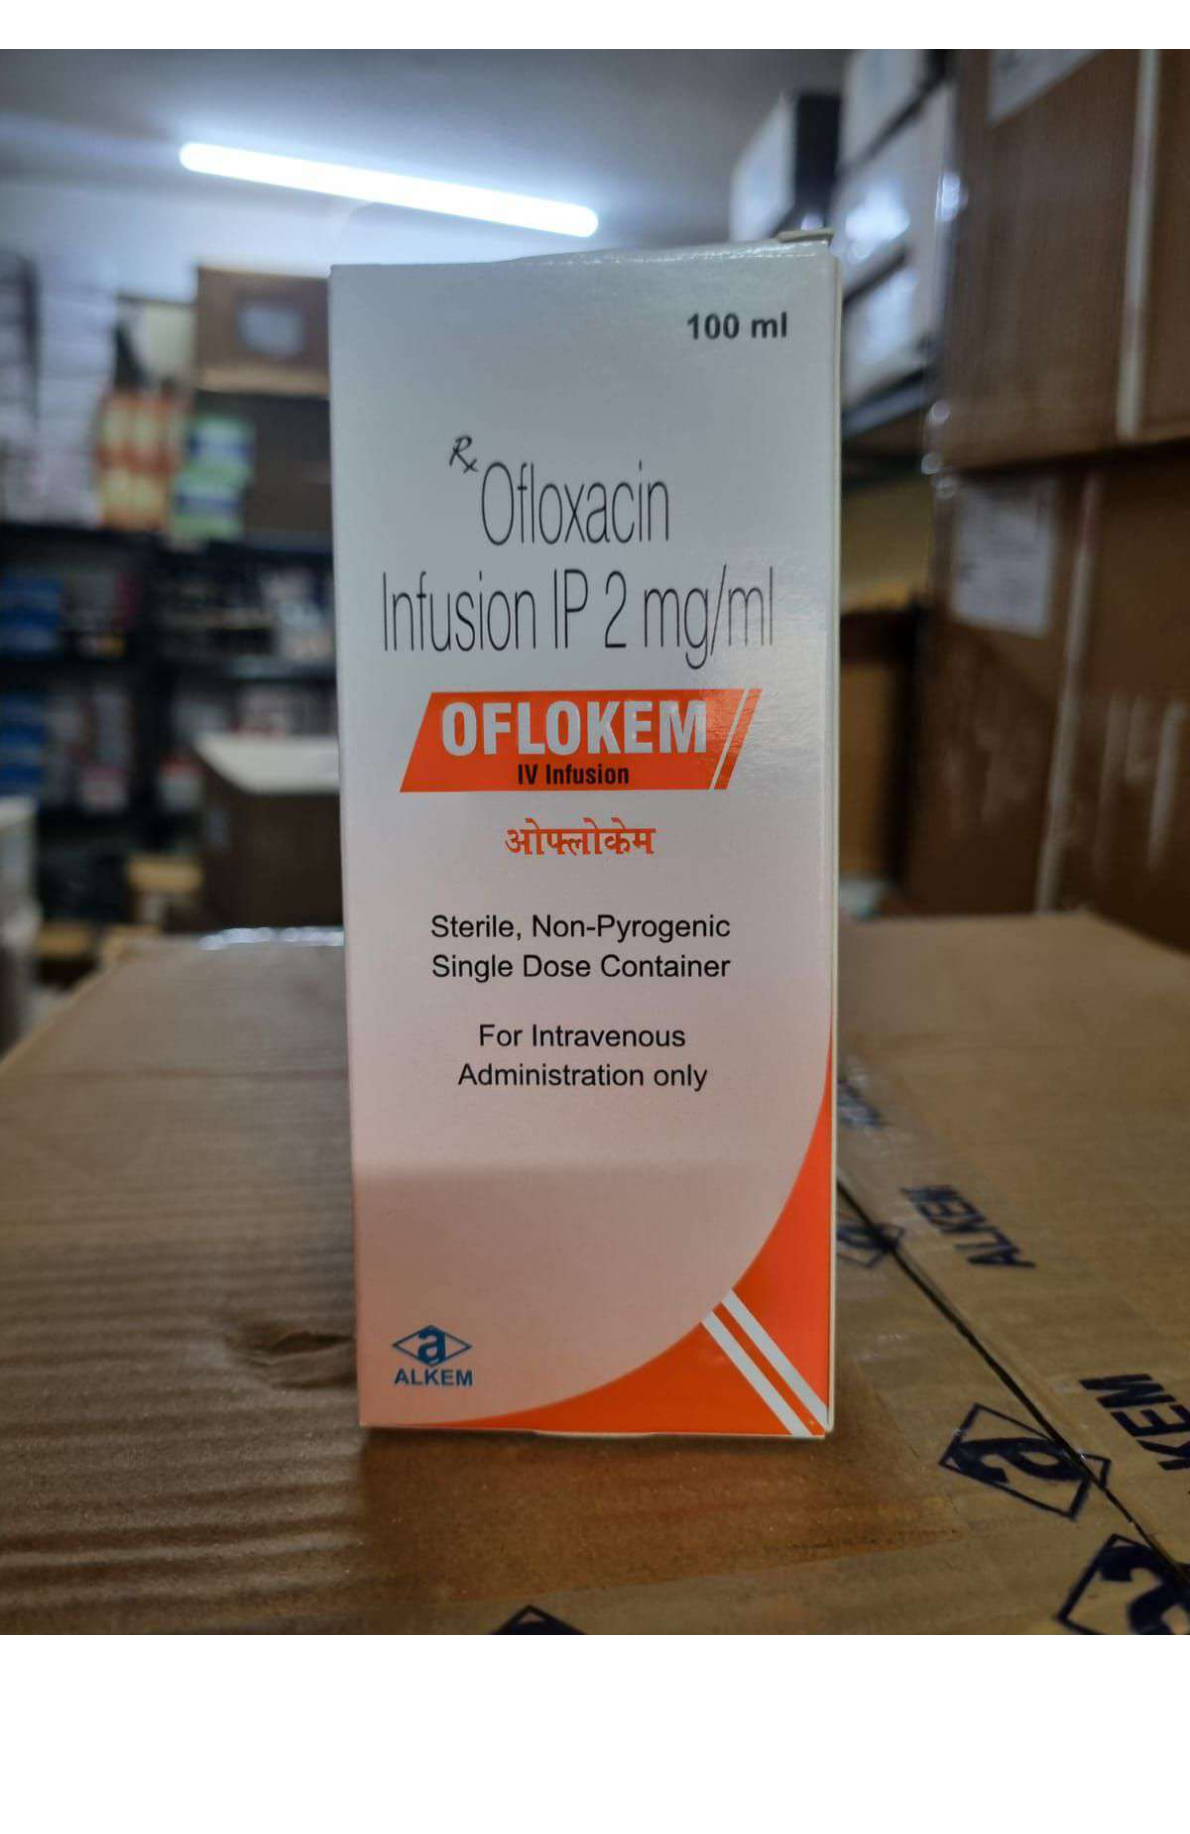 100 ml
Rx Ofloxacin
Infusion IP 2 mg/ml
OFLOKEM
IV Infusion
ओफ्लोकेम
Sterile, Non-Pyrogenic
Single Dose Container
For Intravenous
Administration only
a
ALKEM
ALKEM
a
KEM